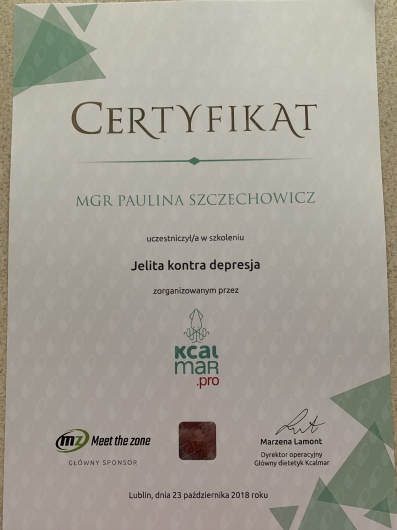 CERTYFIKAT
MGR PAULINA SZCZECHOWICZ
uczestniczył/a w szkoleniu
Jelita kontra depresja
zorganizowanym przez
Kcal
mar
.pro
mz Meet the zone
GŁÓWNY SPONSOR
Marzena Lamont
Dyrektor operacyjny
Główny dietetyk Kcalmar
Lublin, dnia 23 października 2018 roku